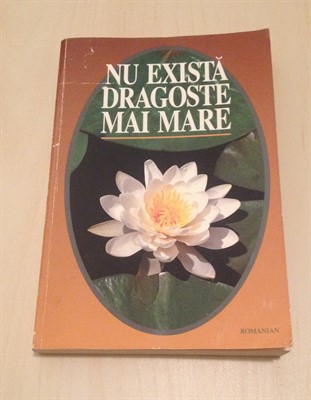 NU EXISTĂ
DRAGOSTE
MAI MARE
ROMANIAN